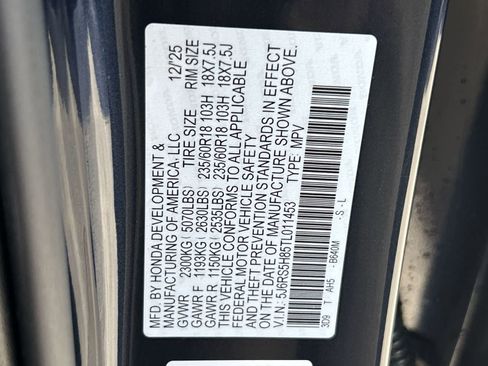 MFD. BY HONDA DEVELOPMENT & 12/25
MANUFACTURING OF AMERICA, LLC
GVWR 2300KG (5070LBS) TIRE SIZE RIM SIZE
GAWR F 1193KG (2630LBS) 235/60R18 103H 18X7.5J
GAWR R 1150KG (2535LBS) 235/60R18 103H 18X7.5J
THIS VEHICLE CONFORMS TO ALL APPLICABLE
FEDERAL MOTOR VEHICLE SAFETY
AND THEFT PREVENTION STANDARDS IN EFFECT
ON THE DATE OF MANUFACTURE SHOWN ABOVE.
V.I.N.: 5J6RS5H85TL011453 TYPE: MPV
3D9 T AH5 - B640M - S - L